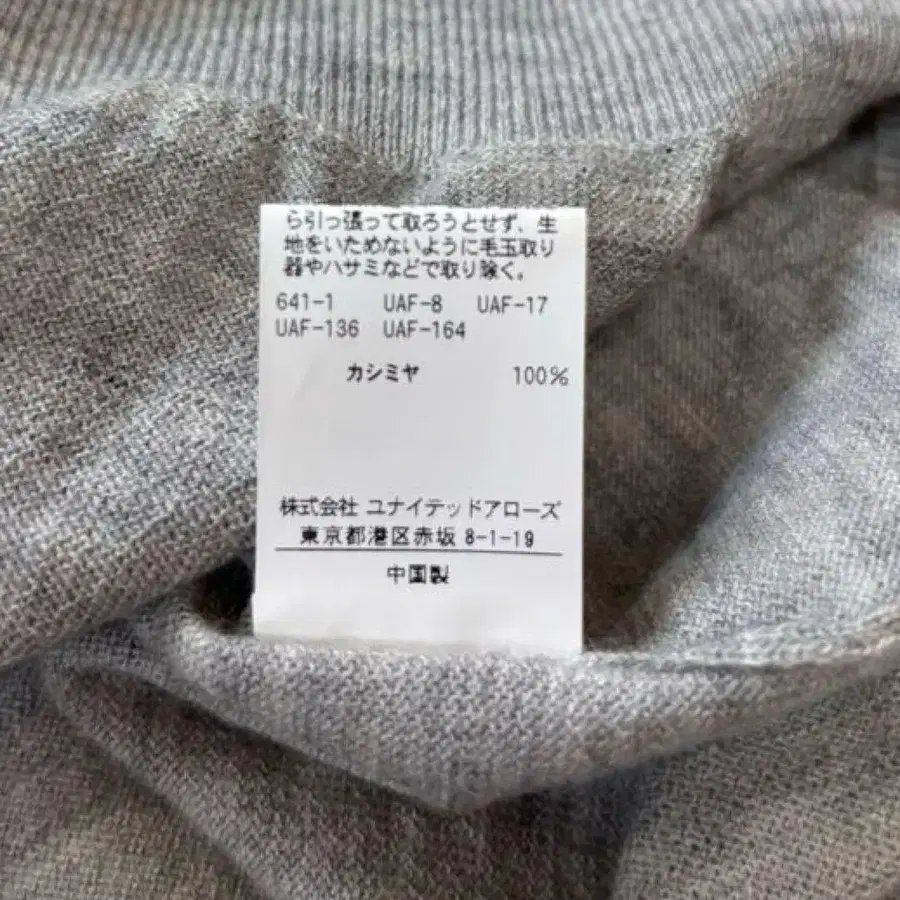 ら引っ張って取ろうとせず、生
地をいためないように毛玉取り
器やハサミなどで取り除く。
641-1 UAF-8 UAF-17
UAF-136 UAF-164
カシミヤ 100%
株式会社 ユナイテッドアローズ
東京都港区赤坂 8-1-19
中国製